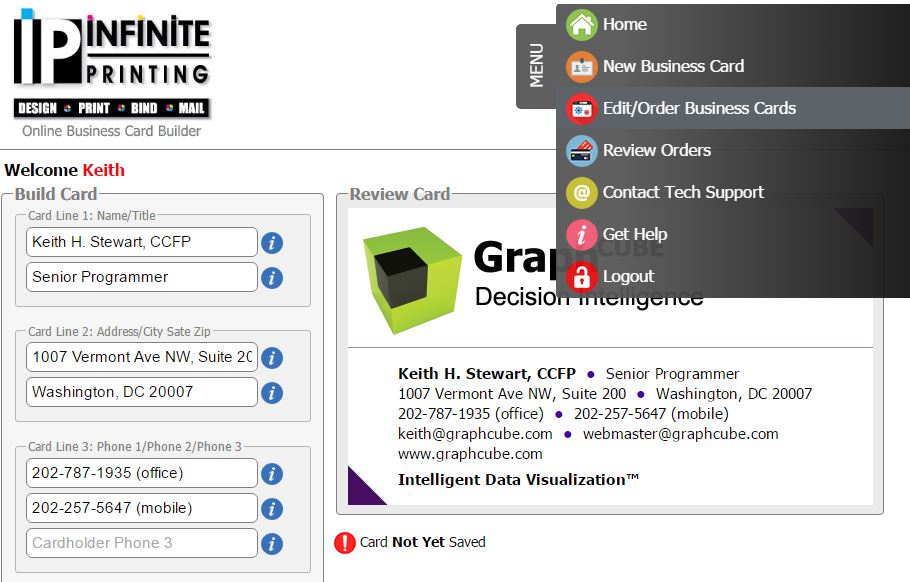 INFINITE
PRINTING
DESIGN PRINT BIND MAIL
Online Business Card Builder
MENU
Home
New Business Card
Edit/Order Business Cards
Review Orders
Contact Tech Support
Get Help
Logout
Welcome Keith
Build Card
Card Line 1: Name/Title
Keith H. Stewart, CCFP
Senior Programmer
Card Line 2: Address/City Sate Zip
1007 Vermont Ave NW, Suite 20
Washington, DC 20007
Card Line 3: Phone 1/Phone 2/Phone 3
202-787-1935 (office)
202-257-5647 (mobile)
Cardholder Phone 3
Review Card
GraphCUBE
Decision Intelligence
Keith H. Stewart, CCFP • Senior Programmer
1007 Vermont Ave NW, Suite 200 • Washington, DC 20007
202-787-1935 (office) • 202-257-5647 (mobile)
keith@graphcube.com • webmaster@graphcube.com
www.graphcube.com
Intelligent Data Visualization™
Card Not Yet Saved